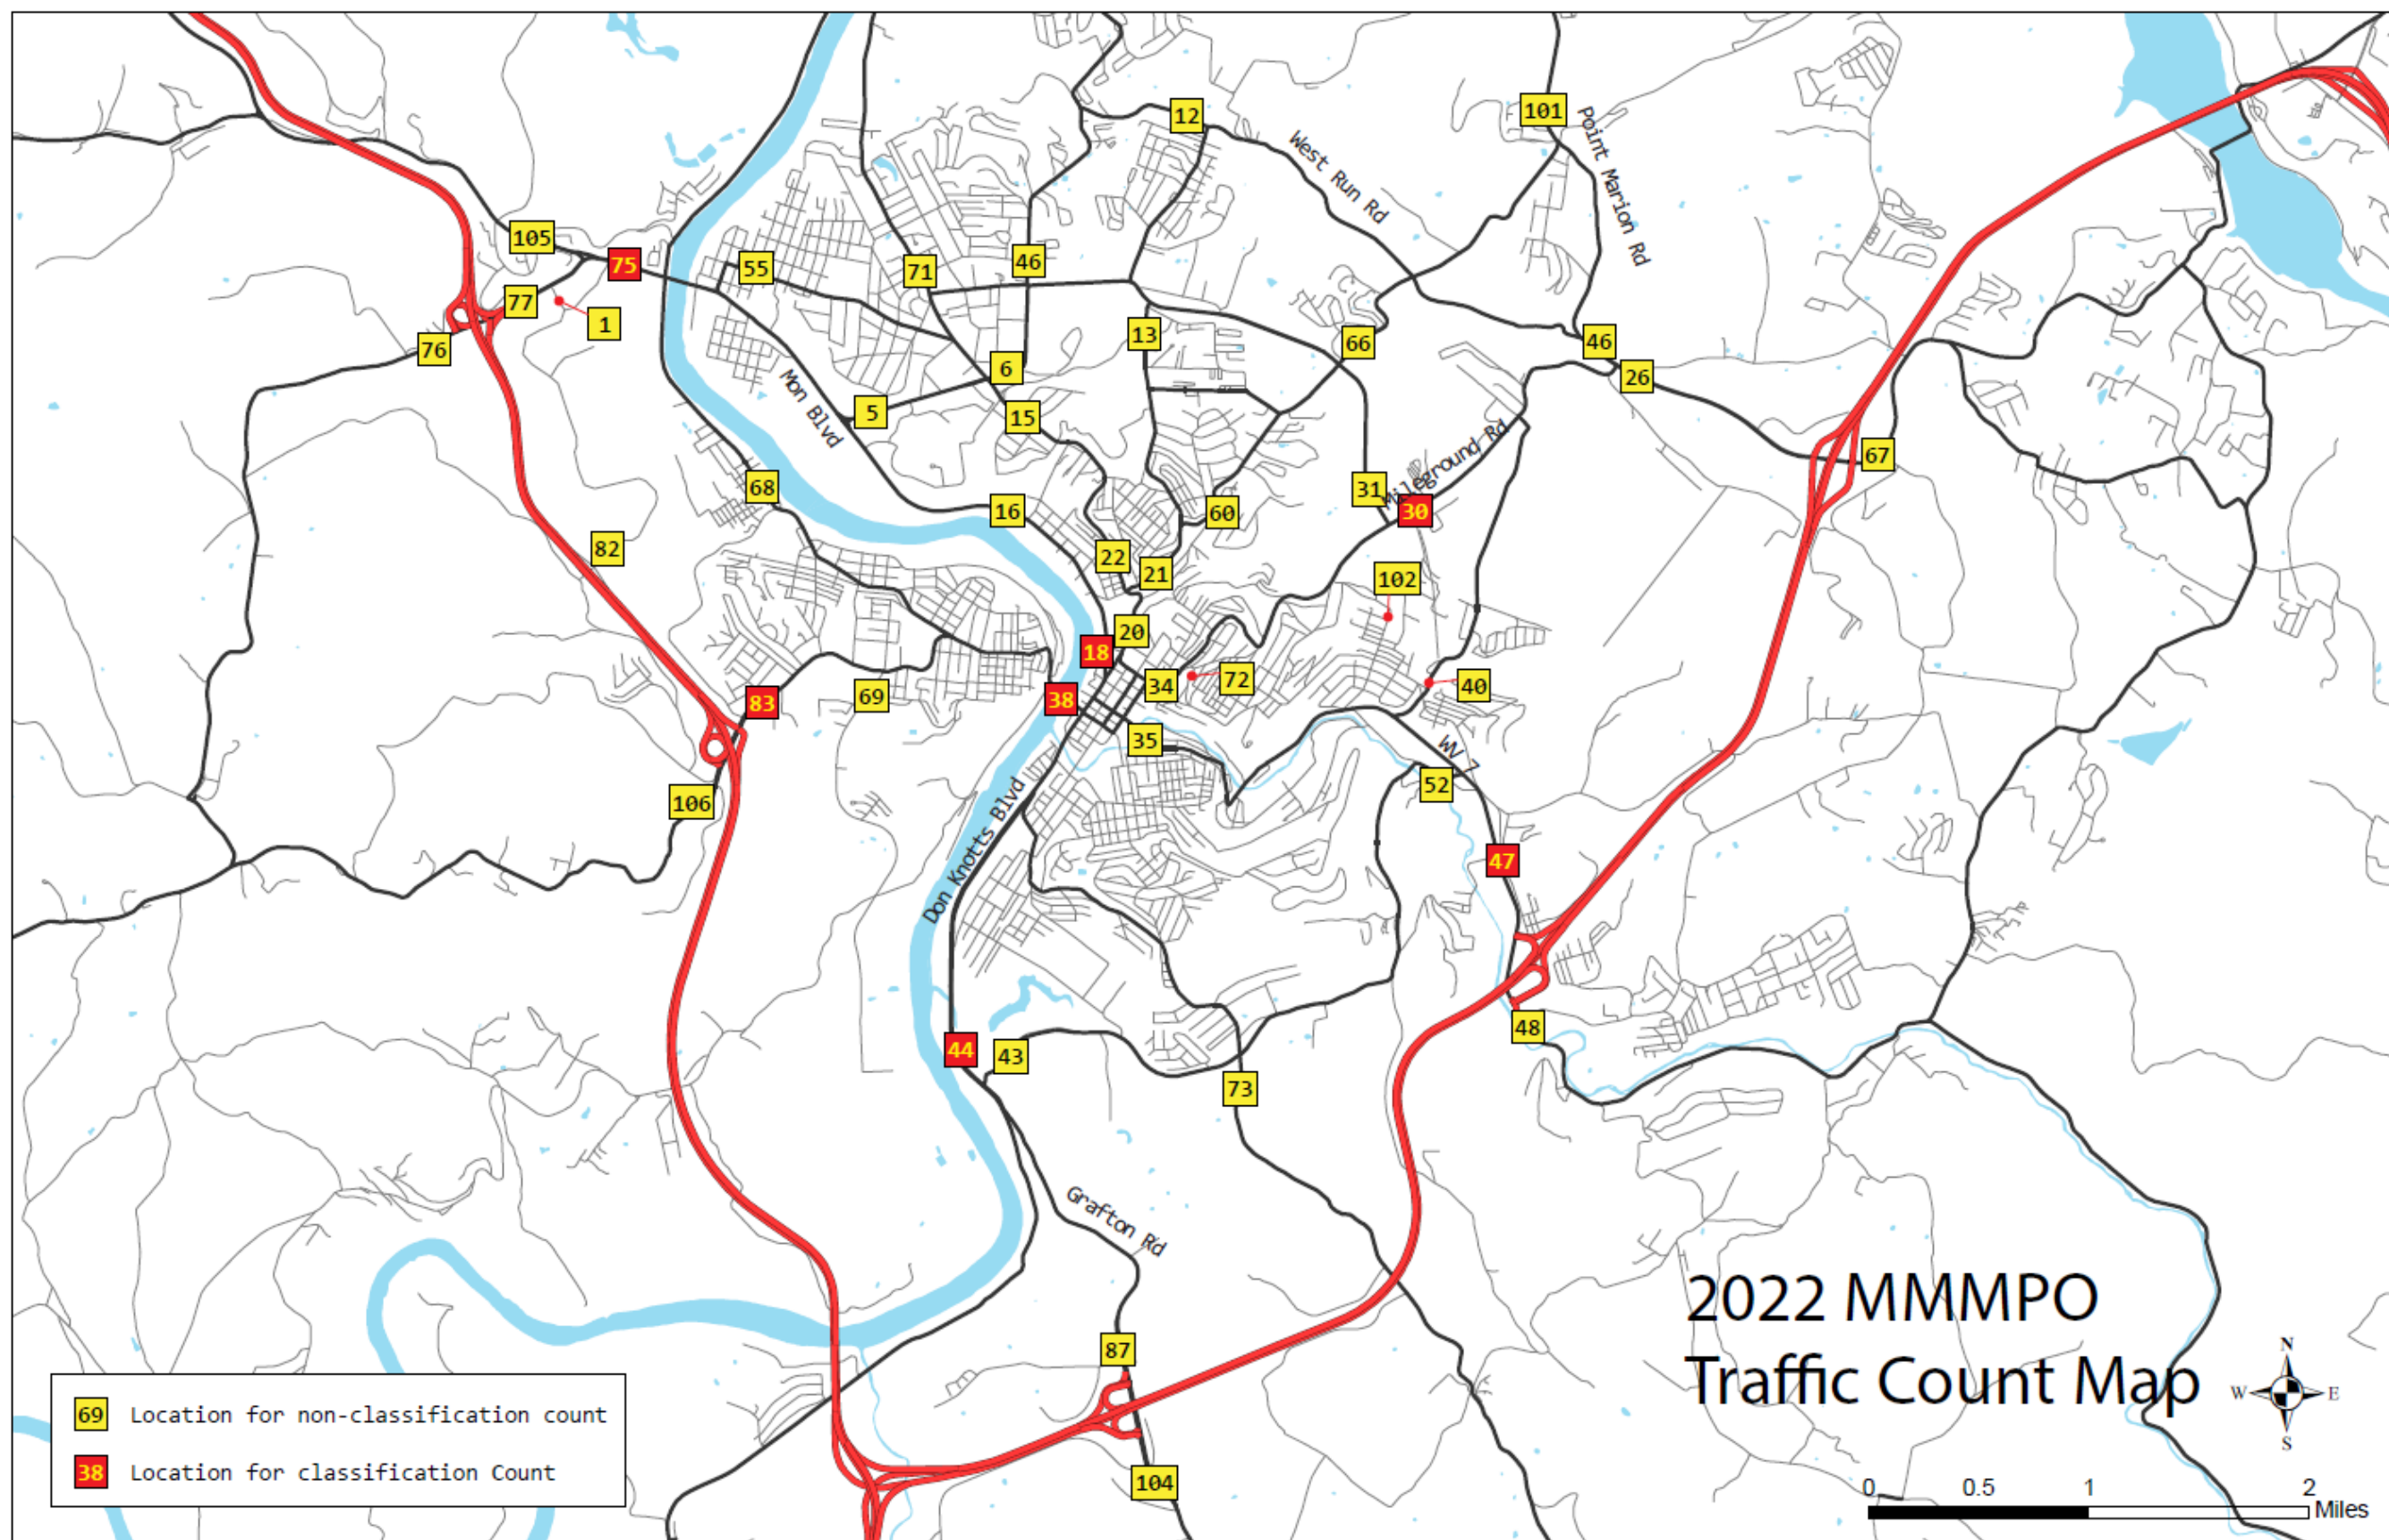 12
101
West Run Rd
Point Marion Rd
105
75
55
71
46
77
1
76
13
66
46
6
26
Mon Blvd
5
15
67
68
16
60
31
Mileground Rd
30
82
22
21
102
20
18
34
72
40
83
69
38
35
WV 7
52
106
Don Knotts Blvd
47
48
44
43
73
Grafton Rd
87
104
2022 MMMPO
Traffic Count Map
N
W E
S
69 Location for non-classification count
38 Location for classification Count
0 0.5 1 2
Miles